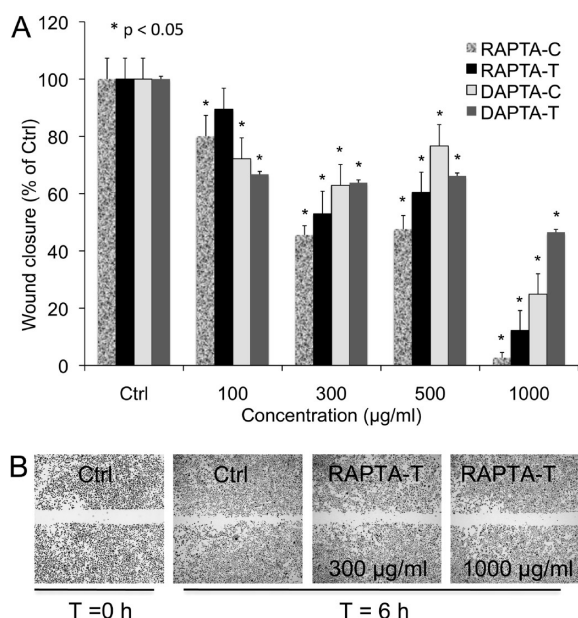 A
* p < 0.05
RAPTA-C
RAPTA-T
DAPTA-C
DAPTA-T
Wound closure (% of Ctrl)
120
100
80
60
40
20
0
* * *
* * * *
* * * *
* * * *
Ctrl 100 300 500 1000
Concentration (µg/ml)
B
Ctrl Ctrl RAPTA-T RAPTA-T
300 µg/ml 1000 µg/ml
T =0 h T = 6 h